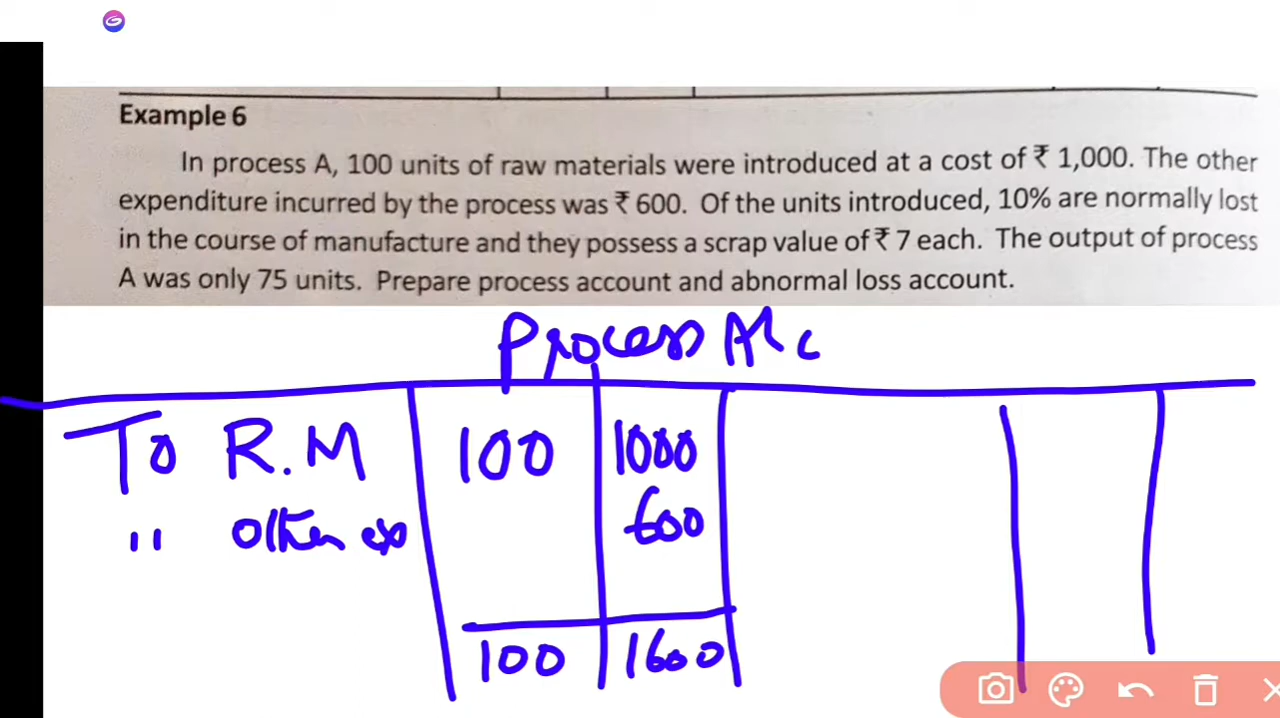 Example 6
In process A, 100 units of raw materials were introduced at a cost of ₹ 1,000. The other
expenditure incurred by the process was ₹ 600. Of the units introduced, 10% are normally lost
in the course of manufacture and they possess a scrap value of ₹ 7 each. The output of process
A was only 75 units. Prepare process account and abnormal loss account.
Process A/c
To R.M 100 1000
" other ex 600
100 1600